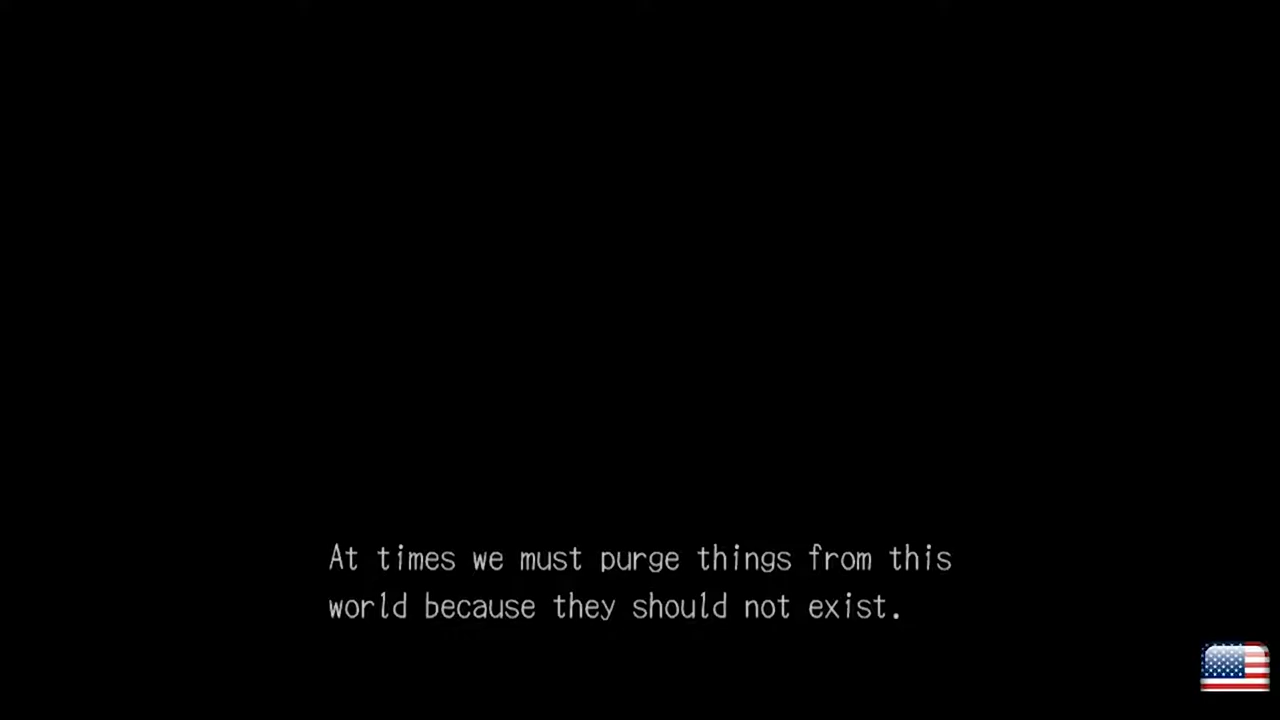 At times we must purge things from this
world because they should not exist.